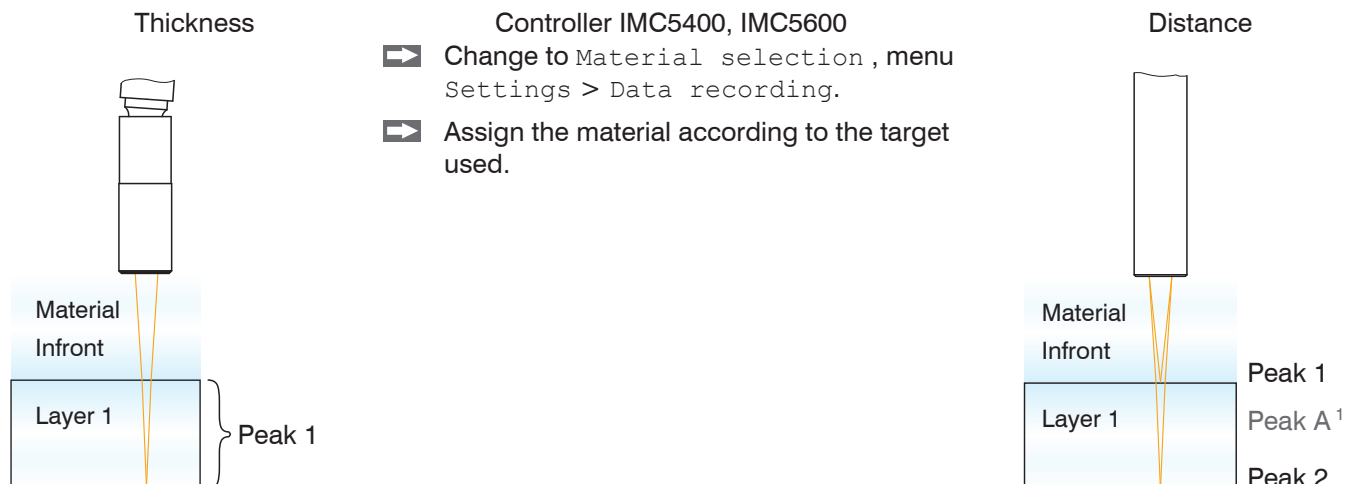 Thickness
Controller IMC5400, IMC5600
Distance
Change to Material selection , menu
Settings > Data recording.
Assign the material according to the target
used.
Material
Infront
Layer 1
Peak 1
Material
Infront
Peak 1
Layer 1
Peak A 1
Peak 2